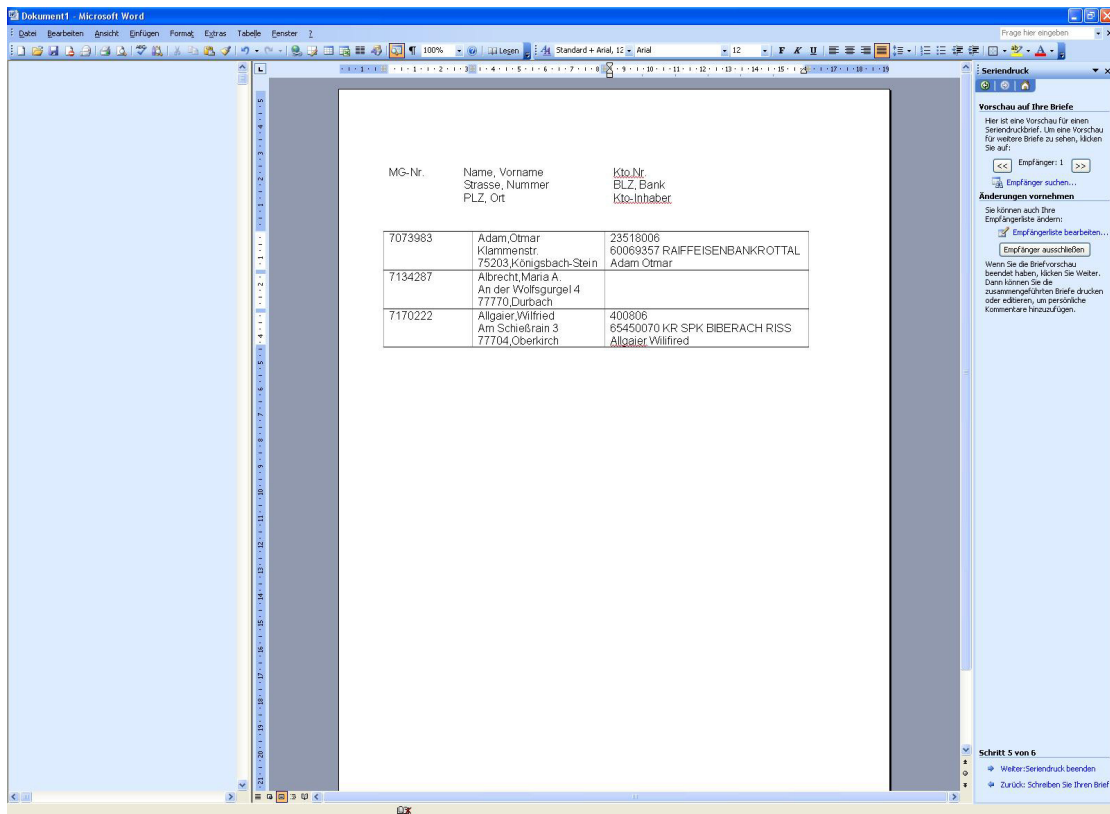 Dokument1 - Microsoft Word
Datei Bearbeiten Ansicht Einfügen Format Extras Tabelle Fenster ? Frage hier eingeben
100% Lesen Standard + Arial, 12 Arial 12 F K U
Seriendruck
Vorschau auf Ihre Briefe
Hier ist eine Vorschau für einen
Seriendruckbrief. Um eine Vorschau
für weitere Briefe zu sehen, klicken
Sie auf:
<< Empfänger: 1 >>
Empfänger suchen...
Änderungen vornehmen
Sie können auch Ihre
Empfängerliste ändern:
Empfängerliste bearbeiten...
Empfänger ausschließen
Wenn Sie die Briefvorschau
beendet haben, klicken Sie Weiter.
Dann können Sie die
zusammengeführten Briefe drucken
oder editieren, um persönliche
Kommentare hinzuzufügen.
MG-Nr. Name, Vorname Kto.Nr.
Strasse, Nummer BLZ, Bank
PLZ, Ort Kto-Inhaber
7073983 Adam,Otmar 23518006
Klammenstr. 60069357 RAIFFEISENBANKROTTAL
75203,Königsbach-Stein Adam Otmar
7134287 Albrecht,Maria A.
An der Wolfsgurgel 4
77770,Durbach
7170222 Allgaier,Wilfried 400806
Am Schießrain 3 65450070 KR SPK BIBERACH RISS
77704,Oberkirch Allgaier Wilifired
Schritt 5 von 6
Weiter:Seriendruck beenden
Zurück: Schreiben Sie Ihren Brief